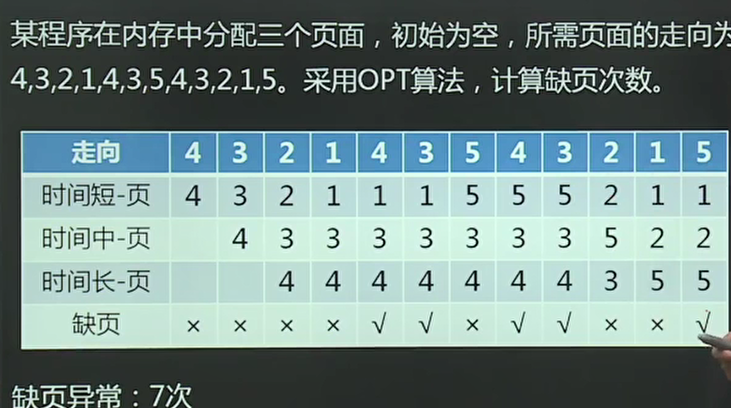 某程序在内存中分配三个页面，初始为空，所需页面的走向为
4,3,2,1,4,3,5,4,3,2,1,5。采用OPT算法，计算缺页次数。
走向 4 3 2 1 4 3 5 4 3 2 1 5
时间短-页 4 3 2 1 1 1 5 5 5 2 1 1
时间中-页 4 3 3 3 3 3 3 3 5 2 2
时间长-页 4 4 4 4 4 4 4 3 5 5
缺页 × × × × √ √ × √ √ × × √
缺页异常：7次